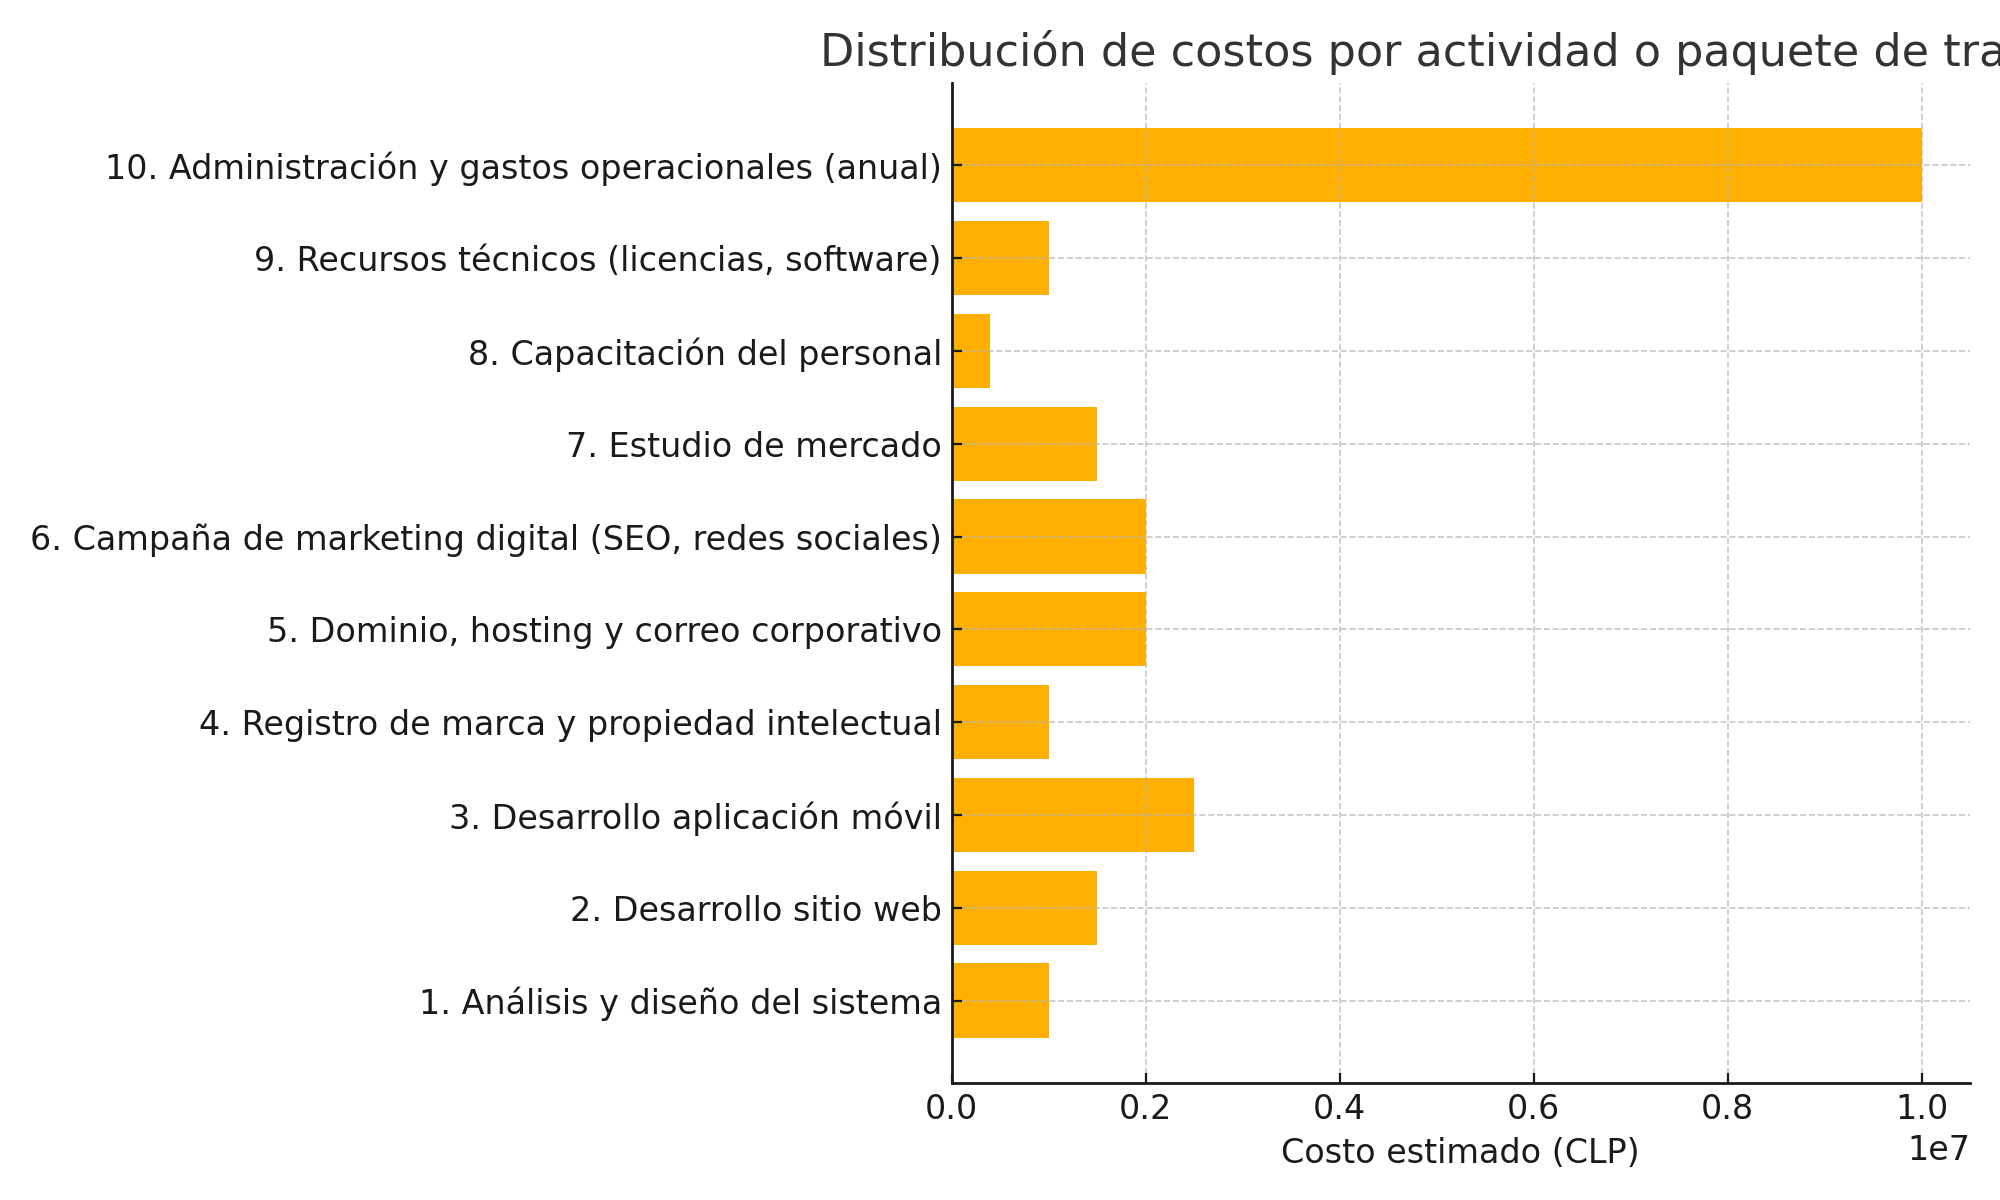 Distribución de costos por actividad o paquete de tra
10. Administración y gastos operacionales (anual)
9. Recursos técnicos (licencias, software)
8. Capacitación del personal
7. Estudio de mercado
6. Campaña de marketing digital (SEO, redes sociales)
5. Dominio, hosting y correo corporativo
4. Registro de marca y propiedad intelectual
3. Desarrollo aplicación móvil
2. Desarrollo sitio web
1. Análisis y diseño del sistema
0.0 0.2 0.4 0.6 0.8 1.0
1e7
Costo estimado (CLP)